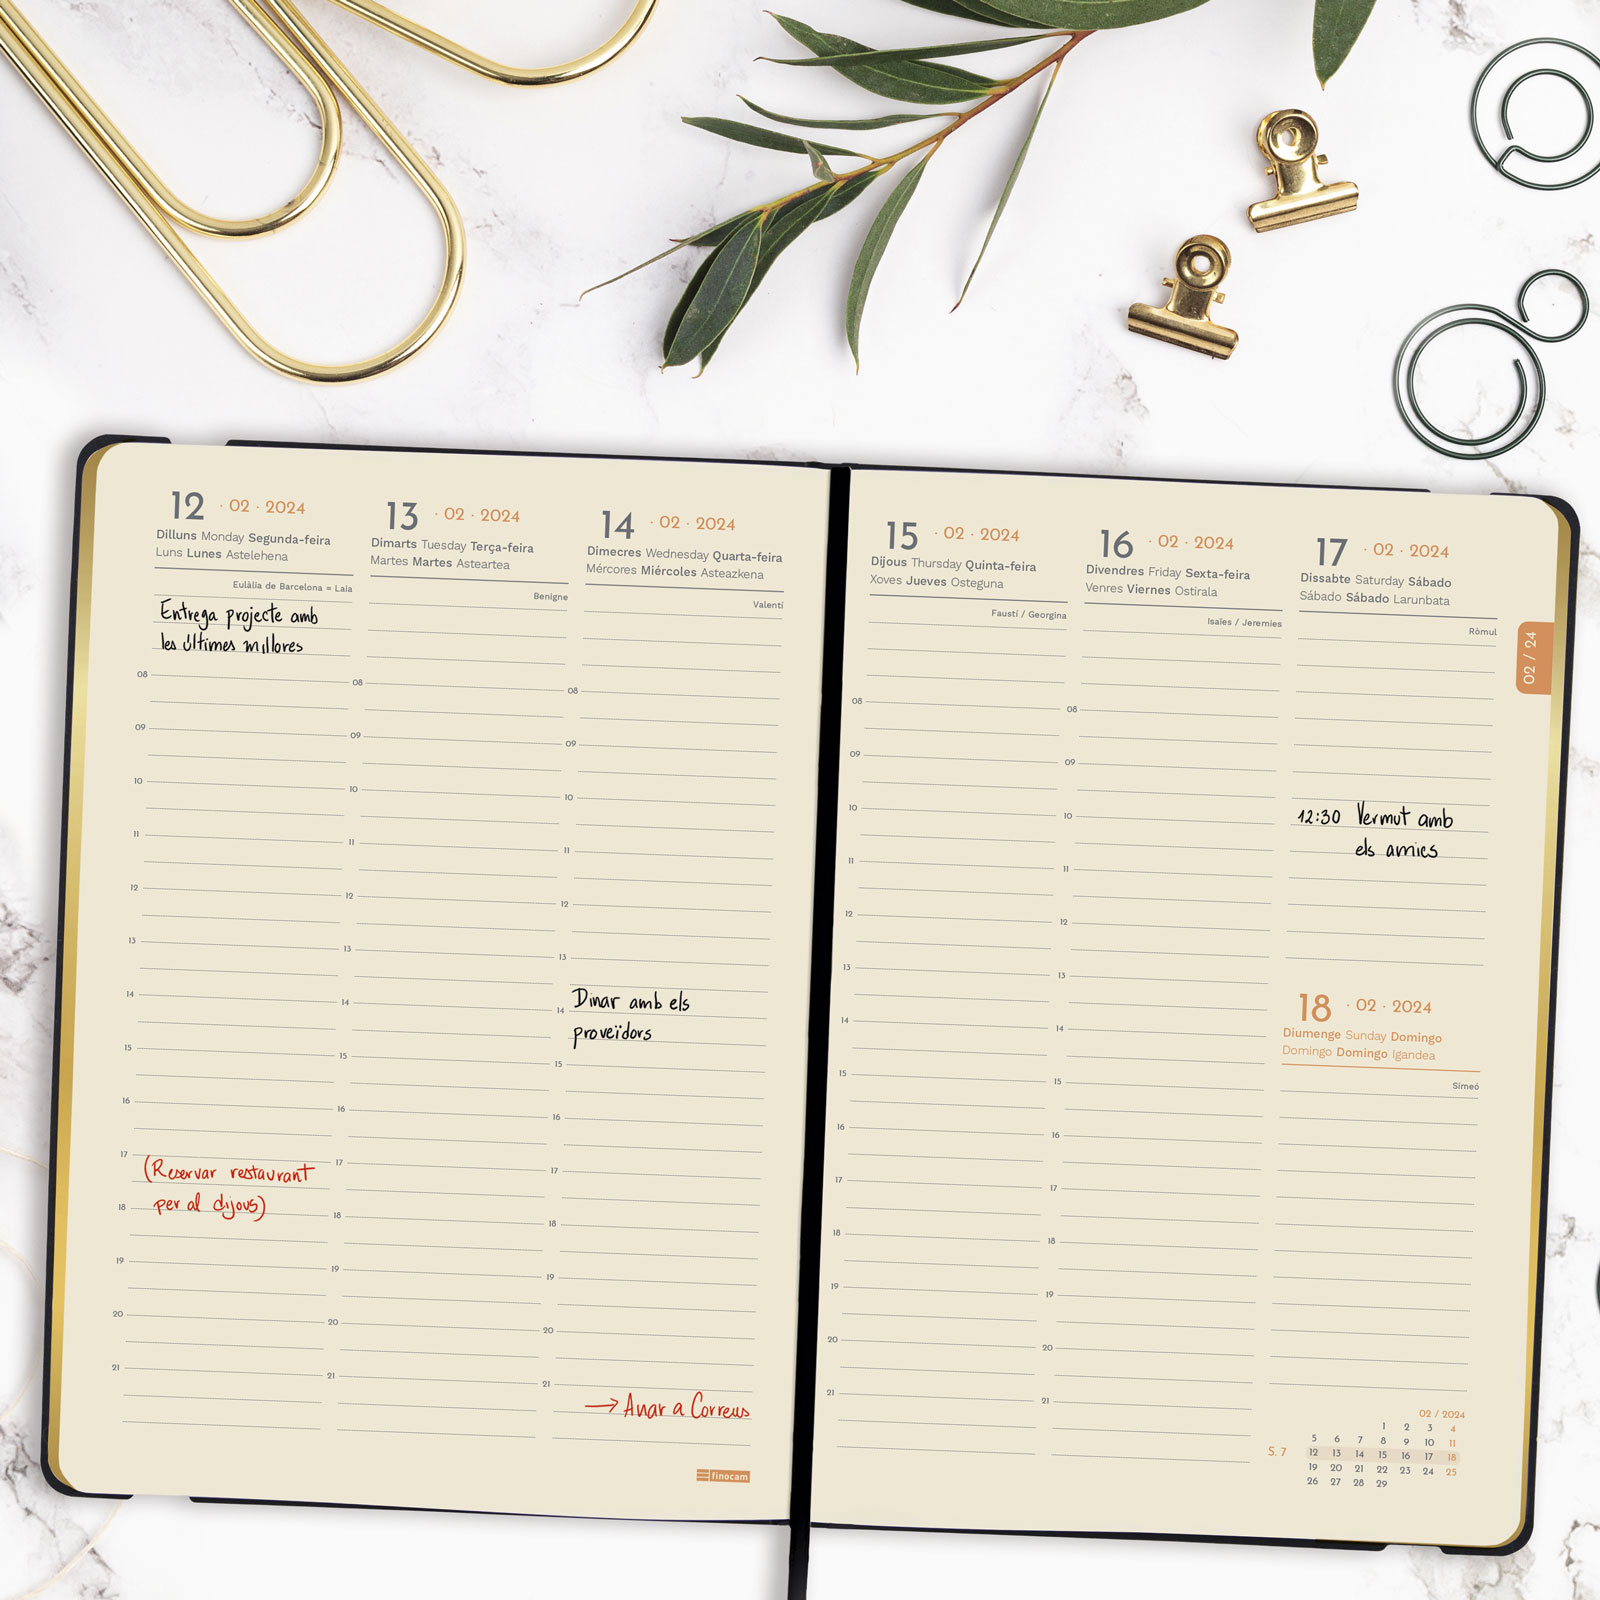 12 · 02 · 2024
Dilluns Monday Segunda-feira
Luns Lunes Astelehena
Eulàlia de Barcelona = Laia
Entrega projecte amb
les últimes millores
08
09
10
11
12
13
14
15
16
17
(Reservar restaurant
per al dijous)
18
19
20
21
13 · 02 · 2024
Dimarts Tuesday Terça-feira
Martes Martes Asteartea
Benigne
08
09
10
11
12
13
14
15
16
17
18
19
20
21
14 · 02 · 2024
Dimecres Wednesday Quarta-feira
Mércores Miércoles Asteazkena
Valentí
08
09
10
11
12
13
Dinar amb els
14
proveïdors
15
16
17
18
19
20
21
→ Anar a Correus
finocam
15 · 02 · 2024
Dijous Thursday Quinta-feira
Xoves Jueves Osteguna
Faustí / Georgina
08
09
10
11
12
13
14
15
16
17
18
19
20
21
16 · 02 · 2024
Divendres Friday Sexta-feira
Venres Viernes Ostirala
Isaïes / Jeremies
08
09
10
11
12
13
14
15
16
17
18
19
20
21
17 · 02 · 2024
Dissabte Saturday Sábado
Sábado Sábado Larunbata
Ròmul
12:30 Vermut amb
els amics
18 · 02 · 2024
Diumenge Sunday Domingo
Domingo Domingo Igandea
Simeó
02 / 24
02 / 2024
1 2 3 4
5 6 7 8 9 10 11
S. 7 12 13 14 15 16 17 18
19 20 21 22 23 24 25
26 27 28 29